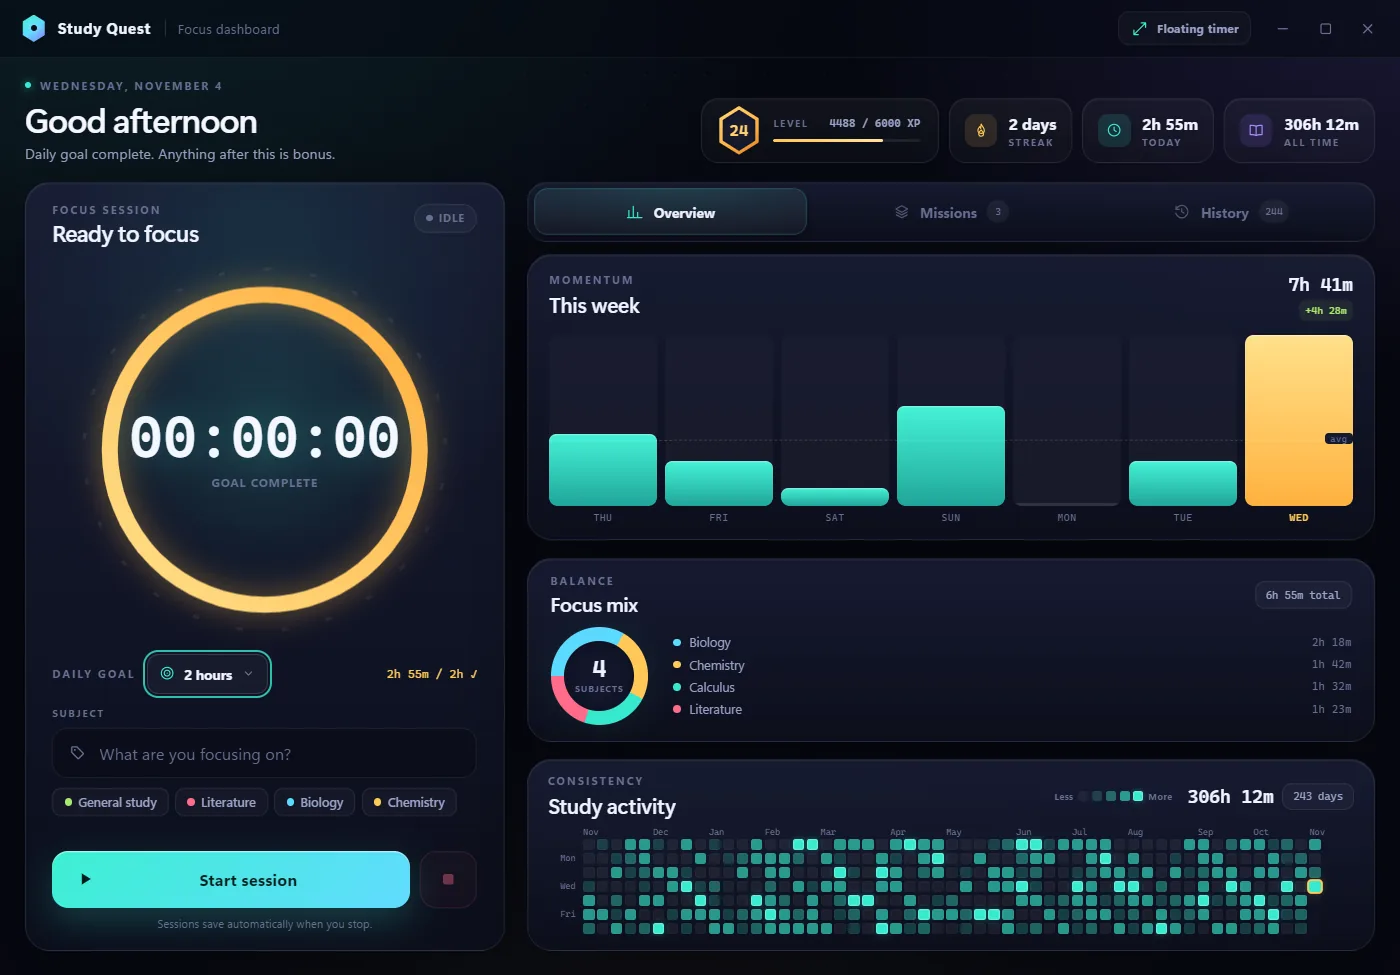 Study Quest
Focus dashboard
Floating timer
WEDNESDAY, NOVEMBER 4
Good afternoon
Daily goal complete. Anything after this is bonus.
24
LEVEL
4488 / 6000 XP
2 days
STREAK
2h 55m
TODAY
306h 12m
ALL TIME
FOCUS SESSION
Ready to focus
IDLE
00:00:00
GOAL COMPLETE
DAILY GOAL
2 hours
2h 55m / 2h ✓
SUBJECT
What are you focusing on?
General study
Literature
Biology
Chemistry
Start session
Sessions save automatically when you stop.
Overview
Missions
3
History
244
MOMENTUM
This week
7h 41m
+4h 28m
avg
THU
FRI
SAT
SUN
MON
TUE
WED
BALANCE
Focus mix
6h 55m total
4
SUBJECTS
Biology
2h 18m
Chemistry
1h 42m
Calculus
1h 32m
Literature
1h 23m
CONSISTENCY
Study activity
Less
More
306h 12m
243 days
Nov
Dec
Jan
Feb
Mar
Apr
May
Jun
Jul
Aug
Sep
Oct
Nov
Mon
Wed
Fri